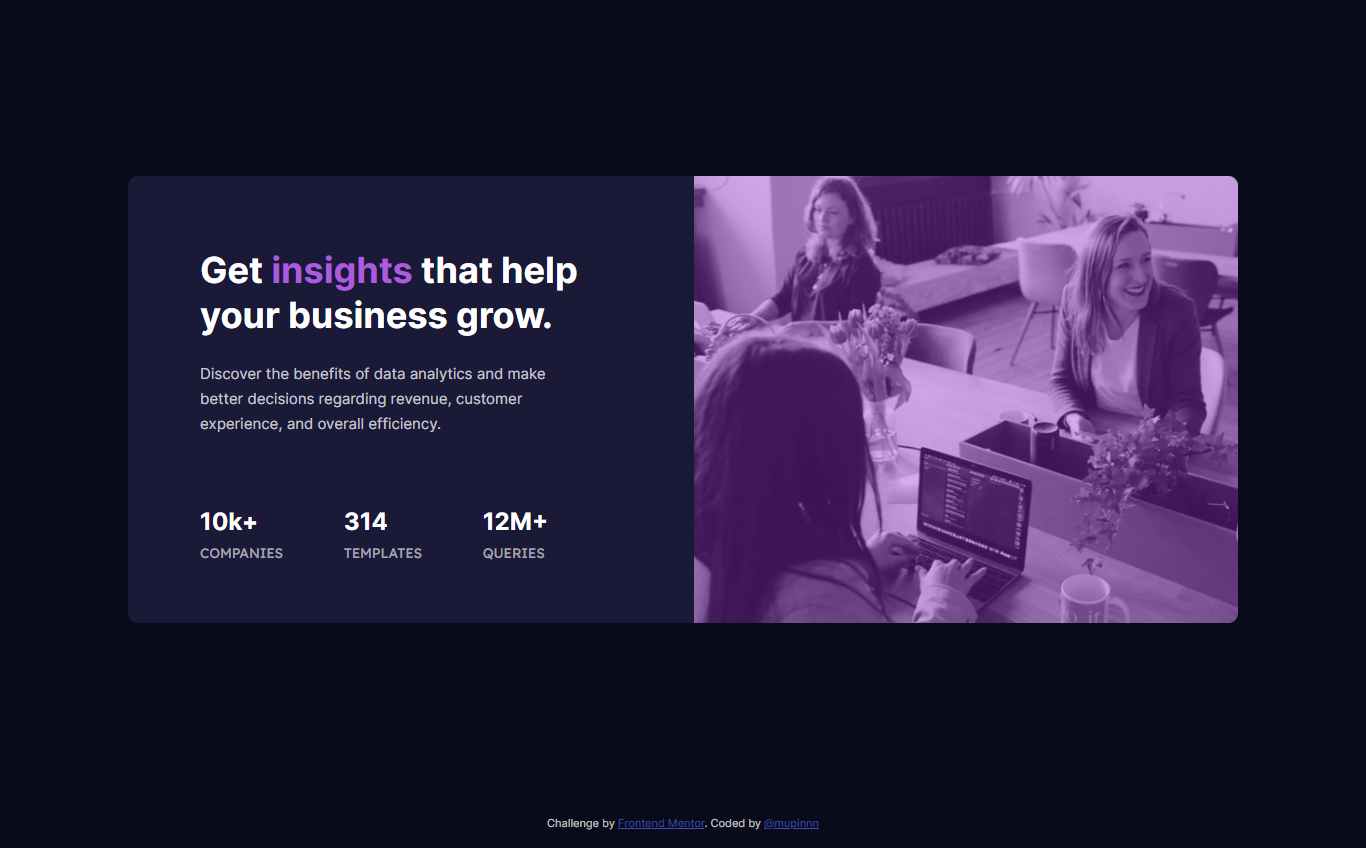 Get insights that help
your business grow.
Discover the benefits of data analytics and make
better decisions regarding revenue, customer
experience, and overall efficiency.
10k+ 314 12M+
COMPANIES TEMPLATES QUERIES
Challenge by Frontend Mentor. Coded by @mupinnn